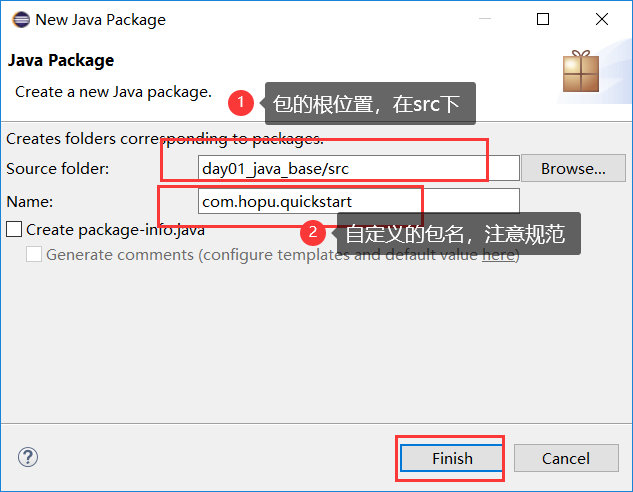 New Java Package
Java Package
Create a new Java package.
1 包的根位置，在src下
Creates folders corresponding to packages.
Source folder: day01_java_base/src Browse...
Name: com.hopu.quickstart
Create package-info.java
2 自定义的包名，注意规范
Generate comments (configure templates and default value here)
? Finish Cancel